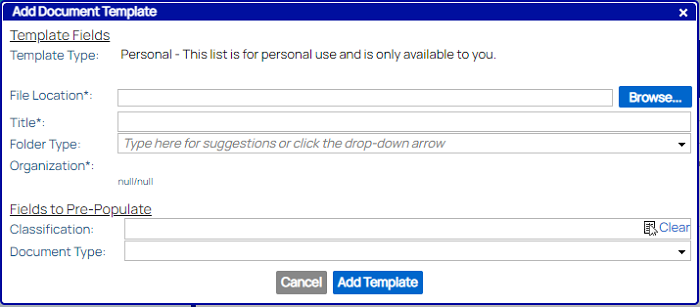 Add Document Template
Template Fields
Template Type: Personal - This list is for personal use and is only available to you.
File Location*: Browse...
Title*:
Folder Type: Type here for suggestions or click the drop-down arrow
Organization*:
null/null
Fields to Pre-Populate
Classification: Clear
Document Type:
Cancel Add Template